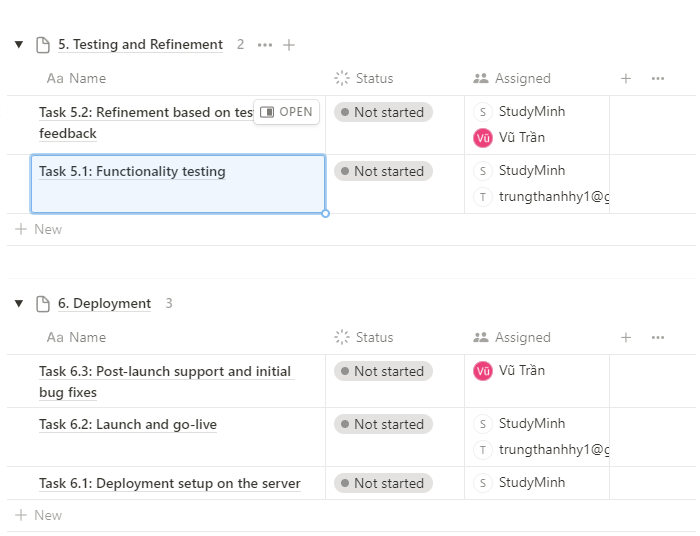 5. Testing and Refinement 2
Aa Name Status Assigned
Task 5.2: Refinement based on tes OPEN Not started S StudyMinh
feedback Vũ Vũ Trần
Task 5.1: Functionality testing Not started S StudyMinh
T trungthanhhy1@g
+ New
6. Deployment 3
Aa Name Status Assigned
Task 6.3: Post-launch support and initial Not started Vũ Vũ Trần
bug fixes
Task 6.2: Launch and go-live Not started S StudyMinh
T trungthanhhy1@g
Task 6.1: Deployment setup on the server Not started S StudyMinh
+ New